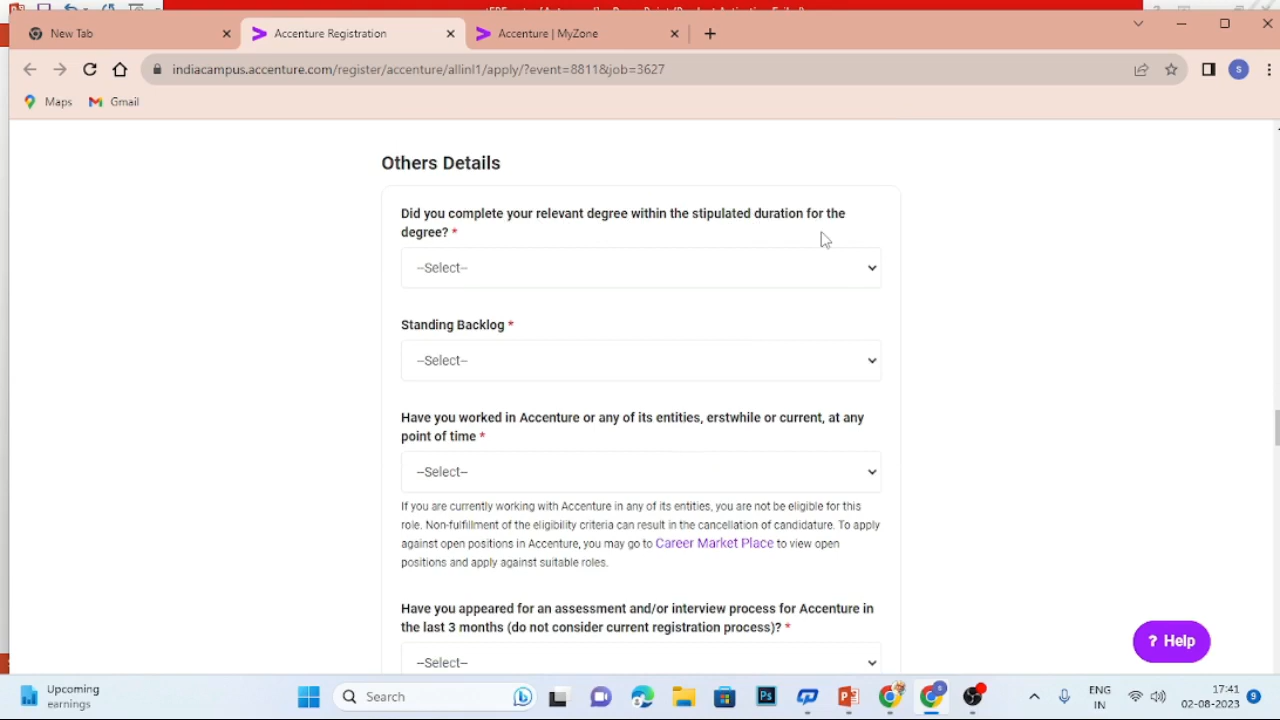 New Tab
Accenture Registration
Accenture | MyZone
indiacampus.accenture.com/register/accenture/allinl1/apply/?event=8811&job=3627
S
Maps
Gmail
Others Details
Did you complete your relevant degree within the stipulated duration for the
degree? *
--Select--
Standing Backlog *
--Select--
Have you worked in Accenture or any of its entities, erstwhile or current, at any
point of time *
--Select--
If you are currently working with Accenture in any of its entities, you are not be eligible for this
role. Non-fulfillment of the eligibility criteria can result in the cancellation of candidature. To apply
against open positions in Accenture, you may go to Career Market Place to view open
positions and apply against suitable roles.
Have you appeared for an assessment and/or interview process for Accenture in
the last 3 months (do not consider current registration process)? *
--Select--
? Help
Upcoming
earnings
Search
Ps
ENG
IN
17:41
02-08-2023
9